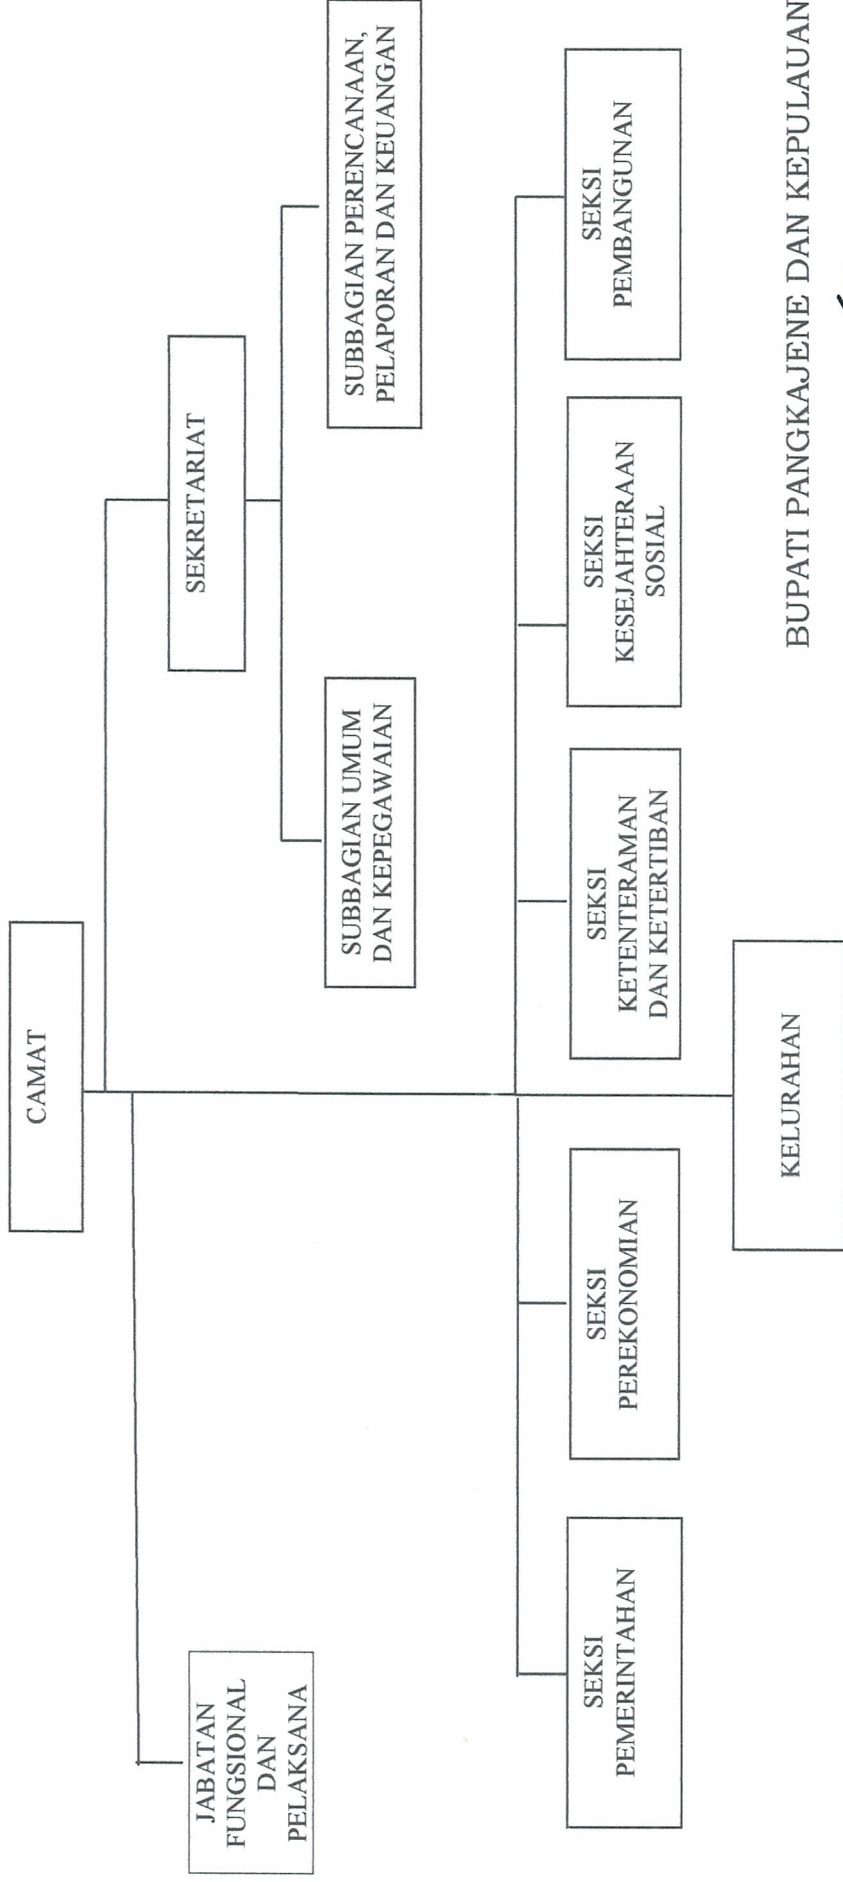 CAMAT
SEKRETARIAT
JABATAN
FUNGSIONAL
DAN
PELAKSANA
SUBBAGIAN UMUM
DAN KEPEGAWAIAN
SUBBAGIAN PERENCANAAN,
PELAPORAN DAN KEUANGAN
SEKSI
PEMERINTAHAN
SEKSI
PEREKONOMIAN
SEKSI
KETENTERAMAN
DAN KETERTIBAN
SEKSI
KESEJAHTERAAN
SOSIAL
SEKSI
PEMBANGUNAN
KELURAHAN
BUPATI PANGKAJENE DAN KEPULAUAN